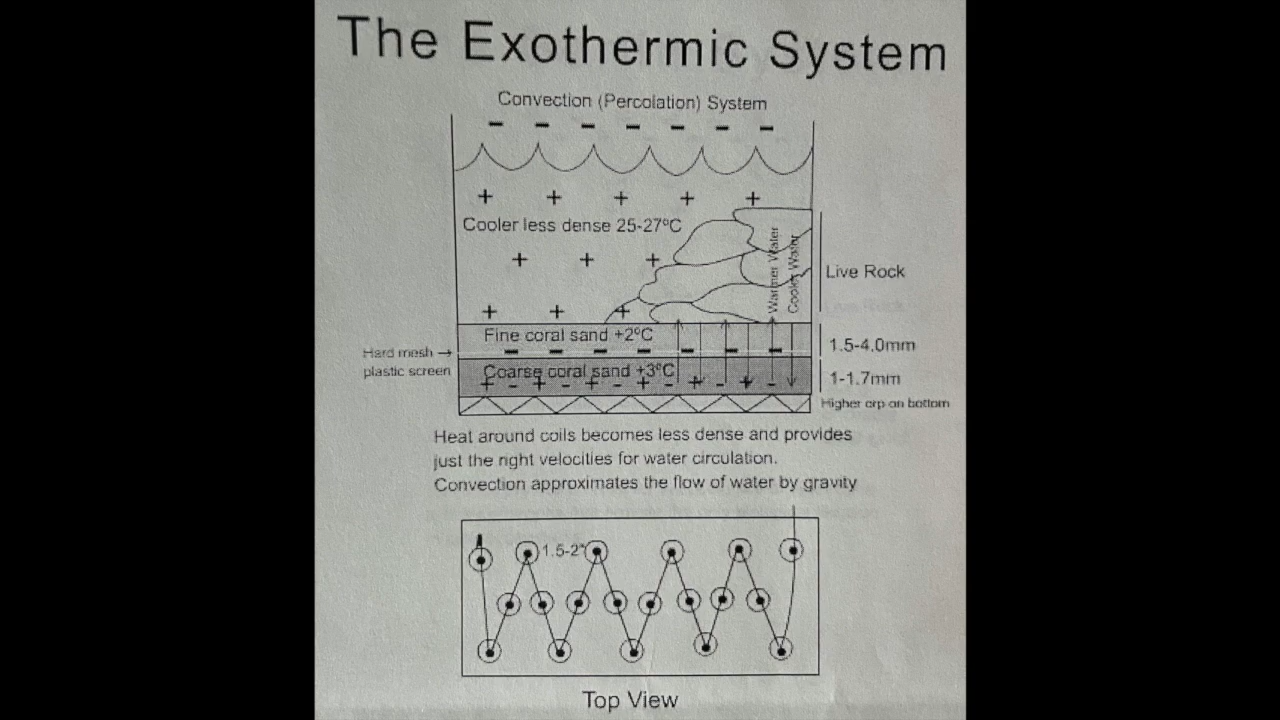 The Exothermic System
Convection (Percolation) System
Cooler less dense 25-27ºC
Warmer Water
Cooler Water
Live Rock
Fine coral sand +2ºC
Hard mesh →
plastic screen
1.5-4.0mm
Coarse coral sand +3ºC
1-1.7mm
Higher orp on bottom
Heat around coils becomes less dense and provides
just the right velocities for water circulation.
Convection approximates the flow of water by gravity
1.5-2"
Top View